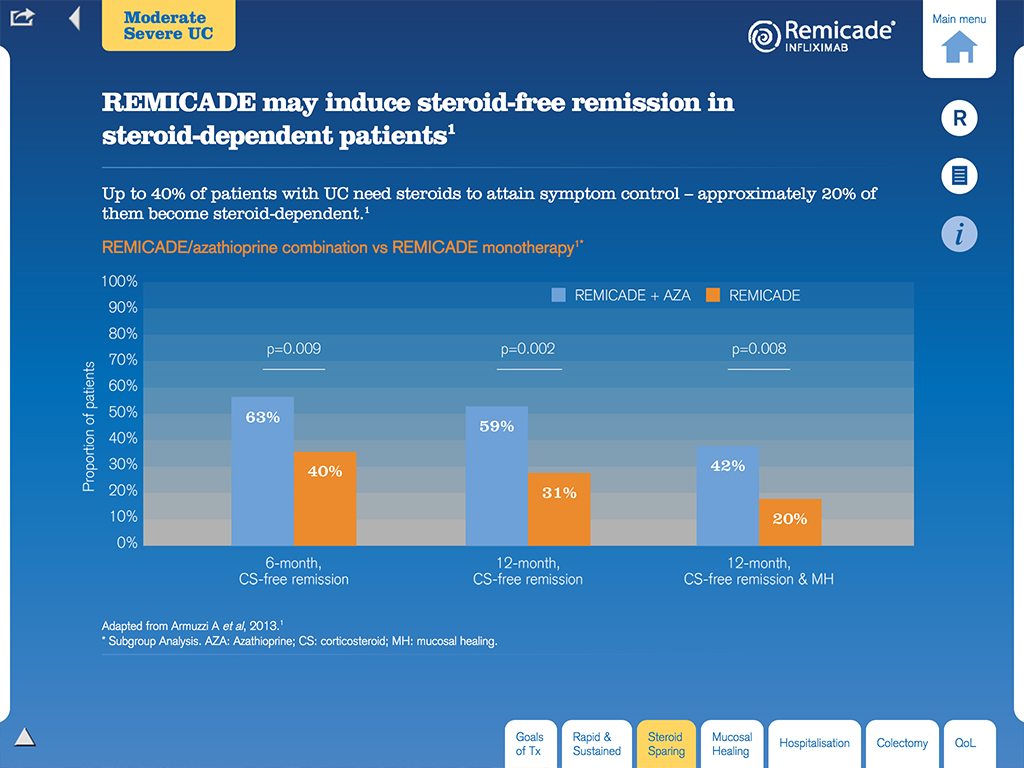 Moderate
Severe UC
Remicade®
INFLIXIMAB
Main menu
REMICADE may induce steroid-free remission in
steroid-dependent patients¹
R
i
Up to 40% of patients with UC need steroids to attain symptom control – approximately 20% of
them become steroid-dependent.¹
REMICADE/azathioprine combination vs REMICADE monotherapy¹*
Proportion of patients
100%
90%
80%
70%
60%
50%
40%
30%
20%
10%
0%
REMICADE + AZA
REMICADE
p=0.009
p=0.002
p=0.008
63%
40%
59%
31%
42%
20%
6-month,
CS-free remission
12-month,
CS-free remission
12-month,
CS-free remission & MH
Adapted from Armuzzi A et al, 2013.¹
* Subgroup Analysis. AZA: Azathioprine; CS: corticosteroid; MH: mucosal healing.
Goals
of Tx
Rapid &
Sustained
Steroid
Sparing
Mucosal
Healing
Hospitalisation
Colectomy
QoL